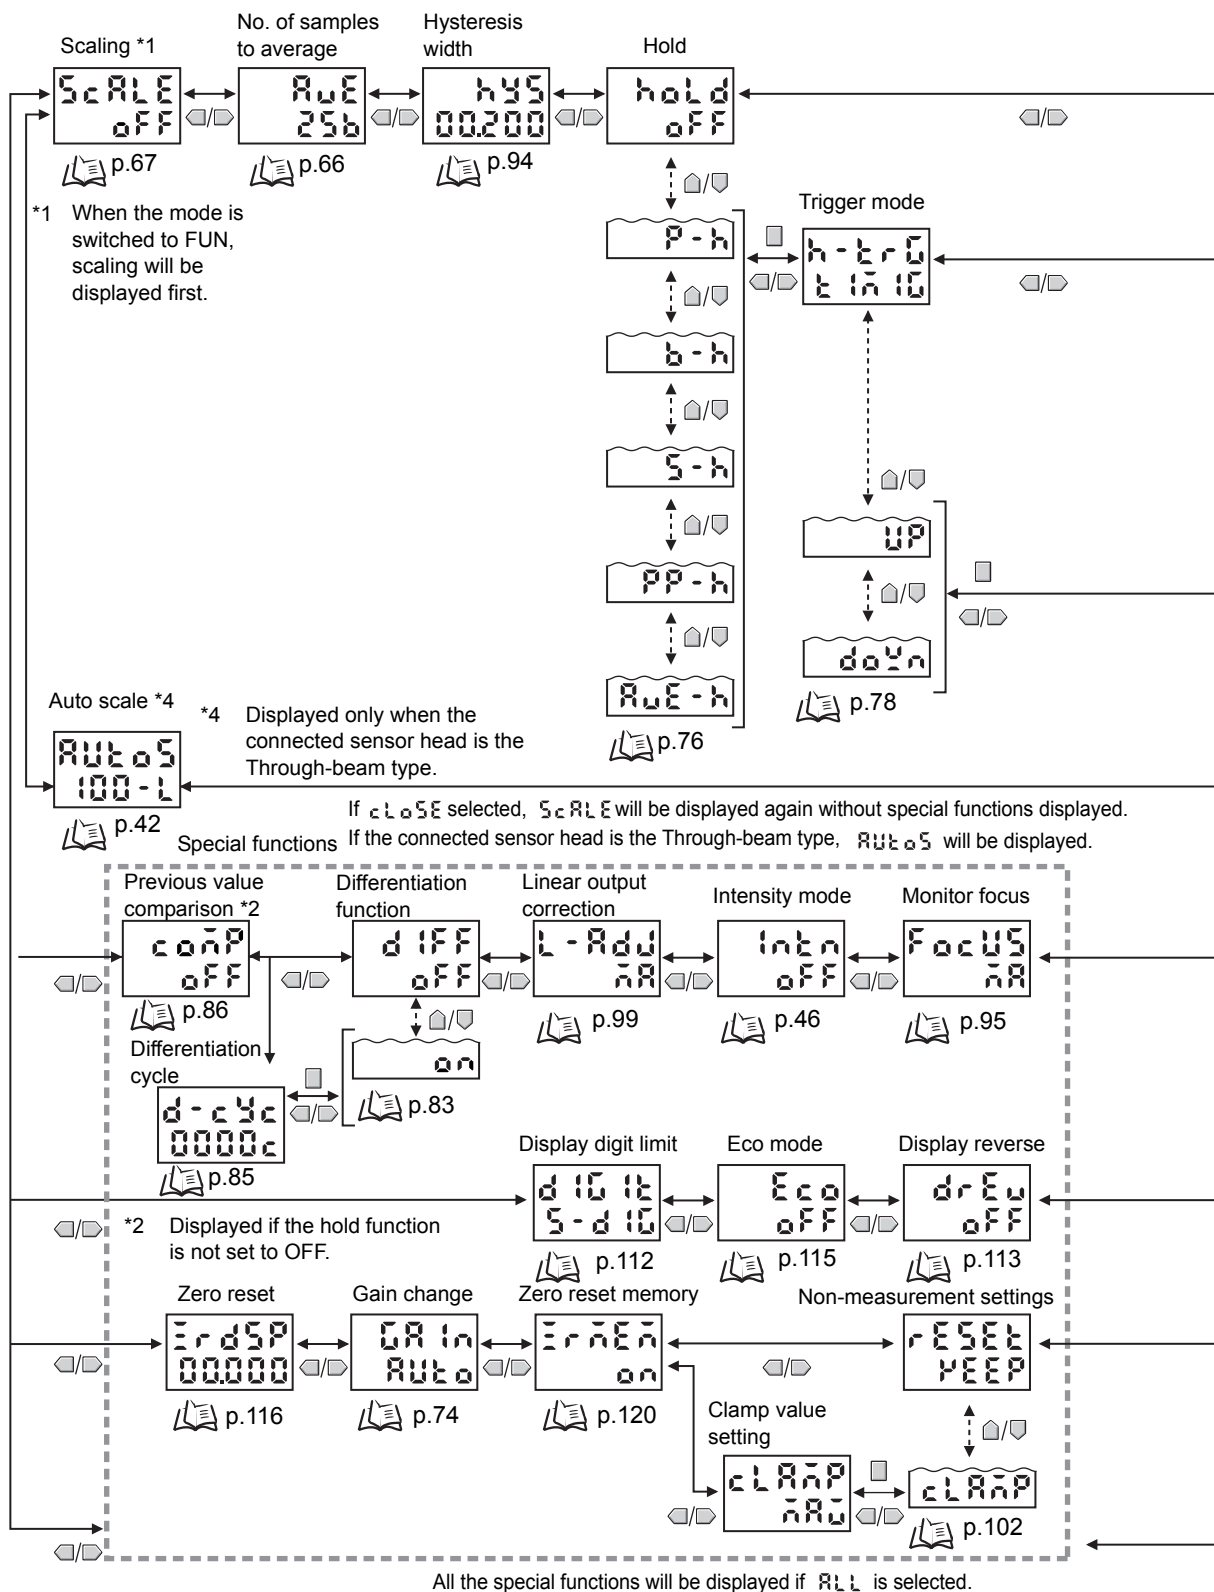 Scaling *1
No. of samples
to average
Hysteresis
width
Hold
ScALE
oFF
AvE
256
hYS
00.200
hoLd
oFF
p.67
p.66
p.94
*1 When the mode is
switched to FUN,
scaling will be
displayed first.
P-h
b-h
S-h
PP-h
AvE-h
p.76
Trigger mode
h-trG
tIMIG
UP
doWn
p.78
Auto scale *4
AUtoS
100-L
p.42
*4 Displayed only when the
connected sensor head is the
Through-beam type.
If cLoSE selected, ScALE will be displayed again without special functions displayed.
If the connected sensor head is the Through-beam type, AUtoS will be displayed.
Special functions
Previous value
comparison *2
Differentiation
function
Linear output
correction
Intensity mode
Monitor focus
coMP
oFF
dIFF
oFF
L-AdJ
MA
Intn
oFF
FocUS
MA
p.86
p.99
p.46
p.95
on
p.83
Differentiation
cycle
d-cYc
0000c
p.85
Display digit limit
Eco mode
Display reverse
dIGIt
5-dIG
Eco
oFF
drEv
oFF
p.112
p.115
p.113
*2 Displayed if the hold function
is not set to OFF.
Zero reset
Gain change
Zero reset memory
Non-measurement settings
ZrdSP
00.000
GAIn
AUto
ZrMEM
on
rESEt
KEEP
p.116
p.74
p.120
Clamp value
setting
cLAMP
MAX
cLAMP
p.102
All the special functions will be displayed if ALL is selected.